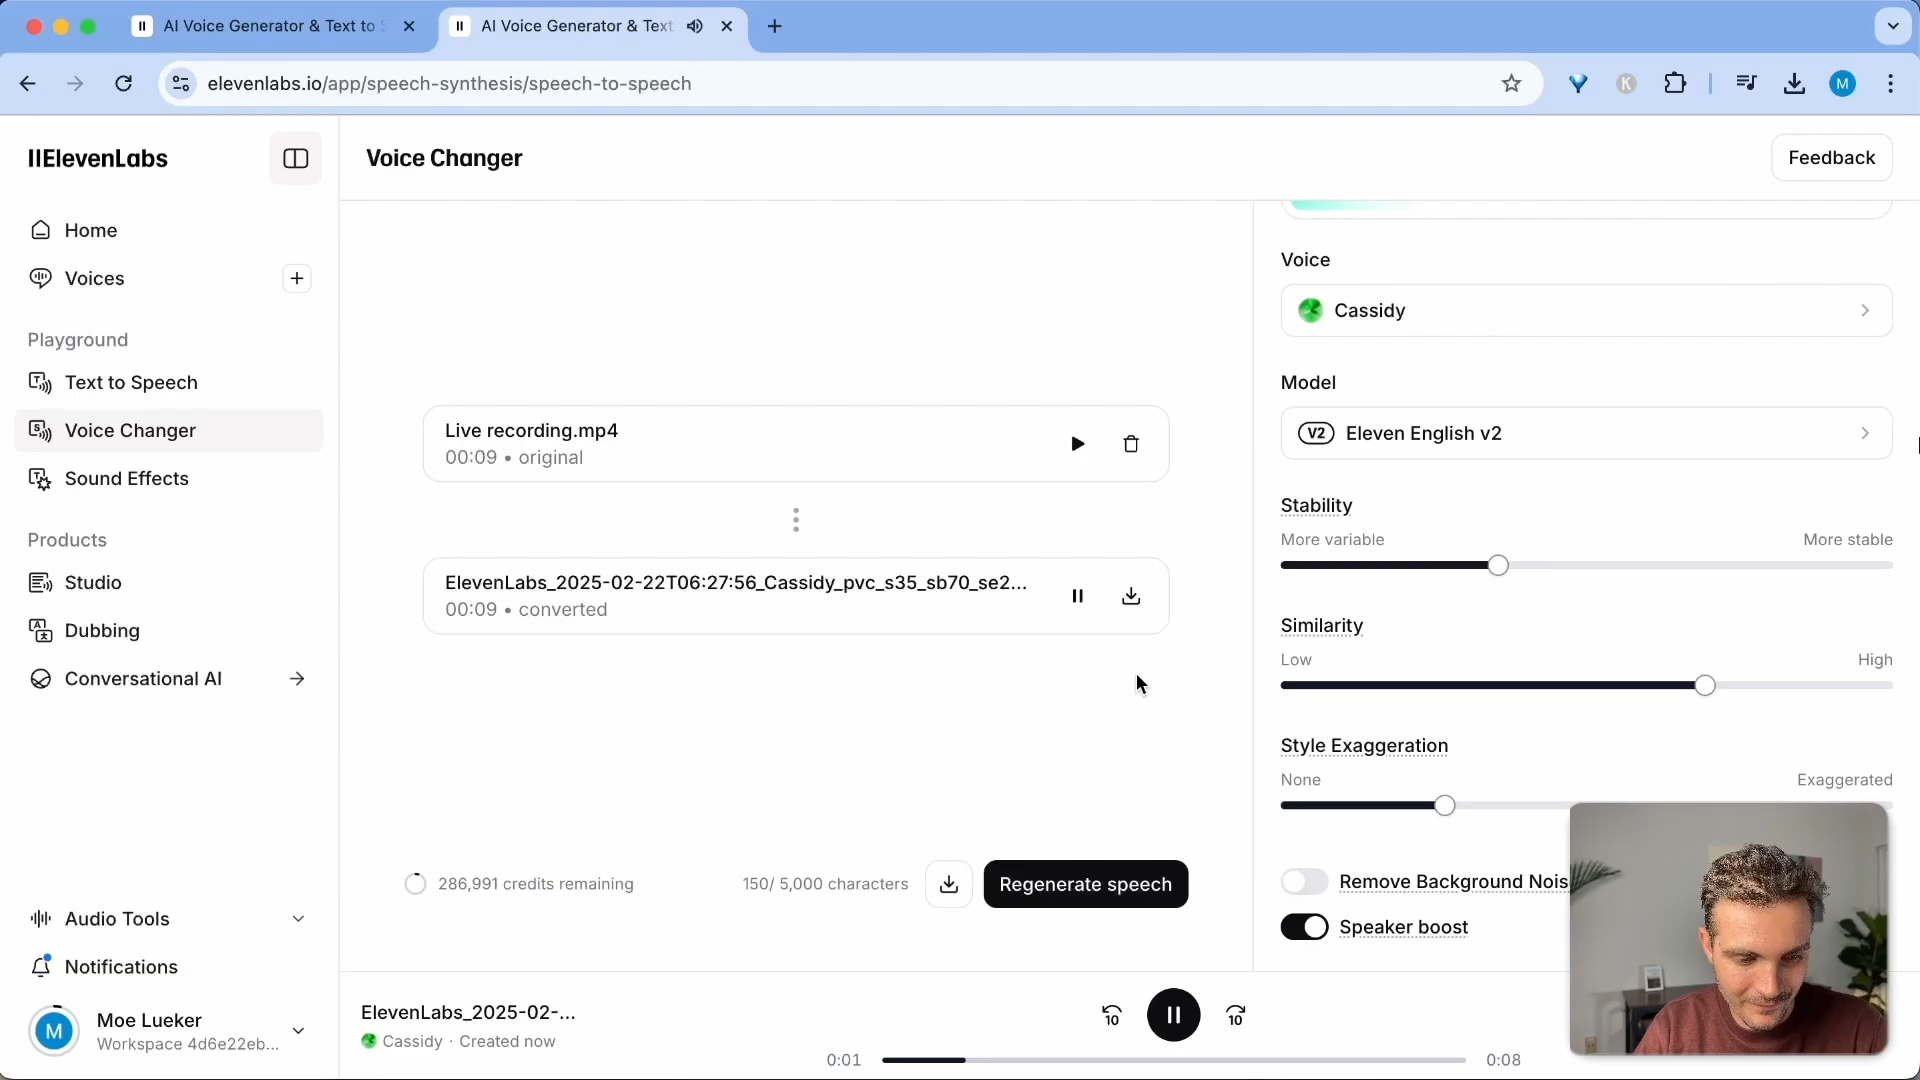 AI Voice Generator & Text to S
AI Voice Generator & Text
elevenlabs.io/app/speech-synthesis/speech-to-speech
K
M
IIElevenLabs
Voice Changer
Feedback
Home
Voices
Playground
Text to Speech
Voice Changer
Sound Effects
Products
Studio
Dubbing
Conversational AI
Audio Tools
Notifications
M
Moe Lueker
Workspace 4d6e22eb...
Live recording.mp4
00:09 • original
ElevenLabs_2025-02-22T06:27:56_Cassidy_pvc_s35_sb70_se2...
00:09 • converted
286,991 credits remaining
150/ 5,000 characters
Regenerate speech
Voice
Cassidy
Model
V2 Eleven English v2
Stability
More variable
More stable
Similarity
Low
High
Style Exaggeration
None
Exaggerated
Remove Background Nois
Speaker boost
ElevenLabs_2025-02-...
Cassidy · Created now
10
10
0:01
0:08